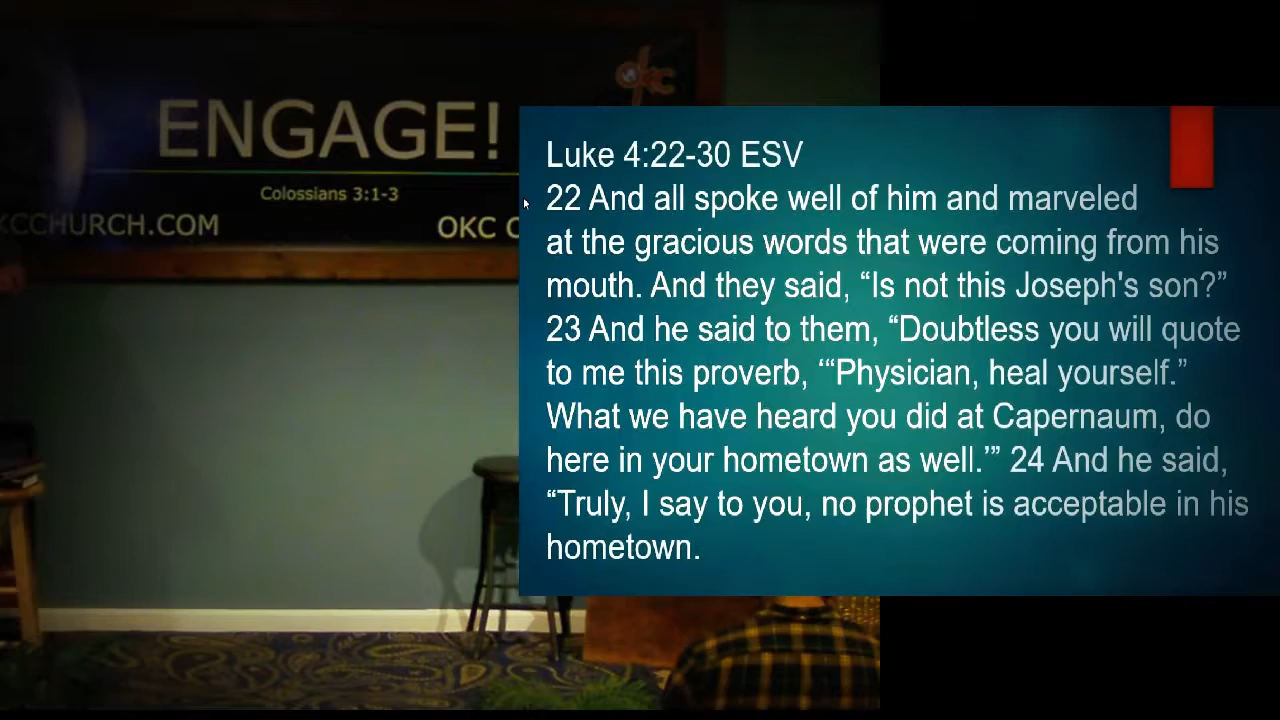 OKC
ENGAGE!
Colossians 3:1-3
KCCHURCH.COM
OKC C
Luke 4:22-30 ESV
22 And all spoke well of him and marveled
at the gracious words that were coming from his
mouth. And they said, “Is not this Joseph's son?”
23 And he said to them, “Doubtless you will quote
to me this proverb, ‘“Physician, heal yourself.”
What we have heard you did at Capernaum, do
here in your hometown as well.’” 24 And he said,
“Truly, I say to you, no prophet is acceptable in his
hometown.